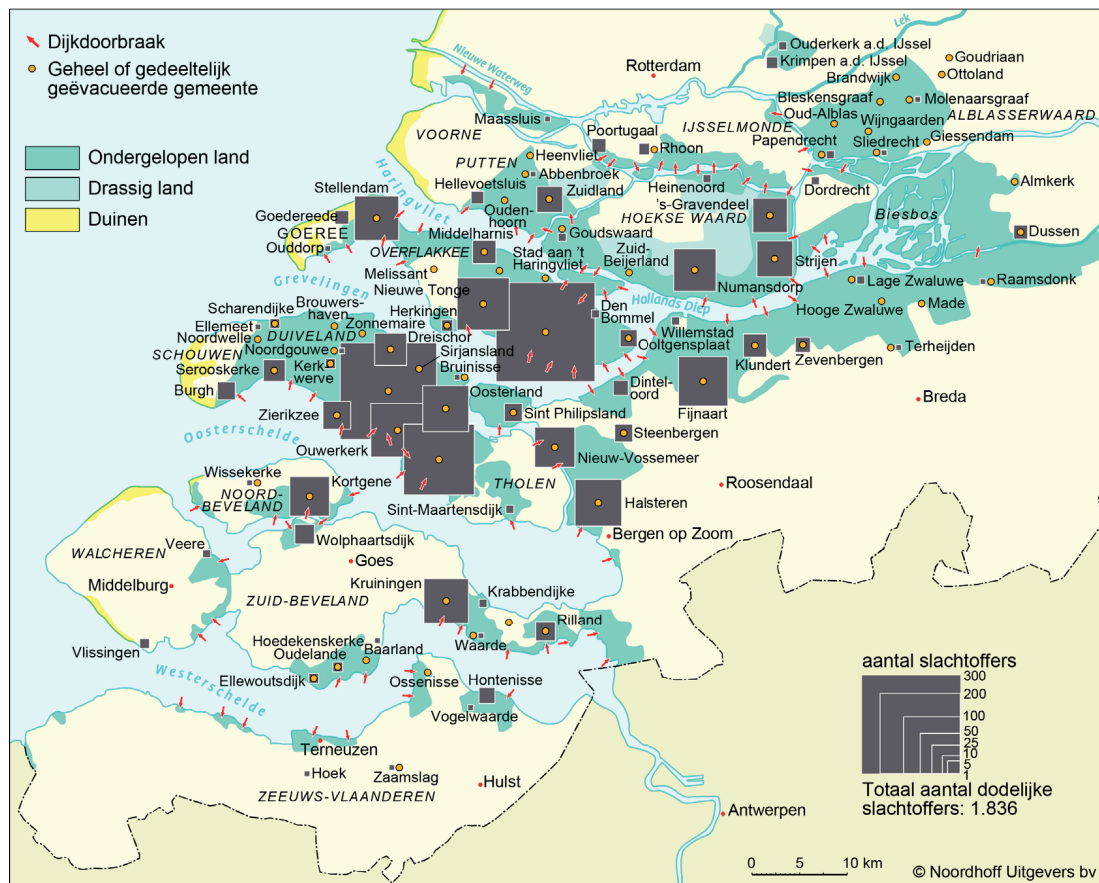 Dijkdoorbraak
Geheel of gedeeltelijk
geëvacueerde gemeente
Ondergelopen land
Drassig land
Duinen
Nieuwe Waterweg
Lek
Rotterdam
Ouderkerk a.d. IJssel
Krimpen a.d. IJssel
Goudriaan
Brandwijk
Ottoland
Bleskensgraaf
Molenaarsgraaf
Oud-Alblas
ALBLASSERWAARD
Wijngaarden
Papendrecht
Sliedrecht
Giessendam
Maassluis
VOORNE
Poortugaal
IJSSELMONDE
Rhoon
PUTTEN
Heenvliet
Abbenbroek
Hellevoetsluis
Zuidland
Heinenoord
Dordrecht
Almkerk
Haringvliet
Stellendam
Ouden-
hoorn
's-Gravendeel
HOEKSE WAARD
Biesbos
Goedereede
GOEREE
Ouddorp
Middelharnis
Goudswaard
Dussen
OVERFLAKKEE
Stad aan 't
Haringvliet
Zuid-
Beijerland
Strijen
Grevelingen
Melissant
Nieuwe Tonge
Numansdorp
Lage Zwaluwe
Raamsdonk
Hollands Diep
Hooge Zwaluwe
Made
Scharendijke
Brouwers-
haven
Herkingen
Den
Bommel
Willemstad
Ooltgensplaat
Ellemeet
Noordwelle
Zonnemaire
DUIVELAND
Dreischor
SCHOUWEN
Noordgouwe
Sirjansland
Bruinisse
Klundert
Zevenbergen
Terheijden
Serooskerke
Kerk-
werve
Burgh
Oosterland
Dintel-
oord
Fijnaart
Breda
Zierikzee
Sint Philipsland
Oosterschelde
Steenbergen
Ouwerkerk
Nieuw-Vossemeer
Wissekerke
NOORD-
BEVELAND
Kortgene
THOLEN
Roosendaal
Sint-Maartensdijk
Halsteren
Wolphaartsdijk
Bergen op Zoom
WALCHEREN
Veere
Goes
Middelburg
Kruiningen
ZUID-BEVELAND
Krabbendijke
Hoedekenskerke
Rilland
Vlissingen
Oudelande
Baarland
Waarde
Ellewoutsdijk
Ossenisse
Hontenisse
Westerschelde
Vogelwaarde
Terneuzen
Hoek
Zaamslag
Hulst
ZEEUWS-VLAANDEREN
Antwerpen
aantal slachtoffers
300
200
100
50
25
10
5
1
Totaal aantal dodelijke
slachtoffers: 1.836
0 5 10 km
© Noordhoff Uitgevers bv